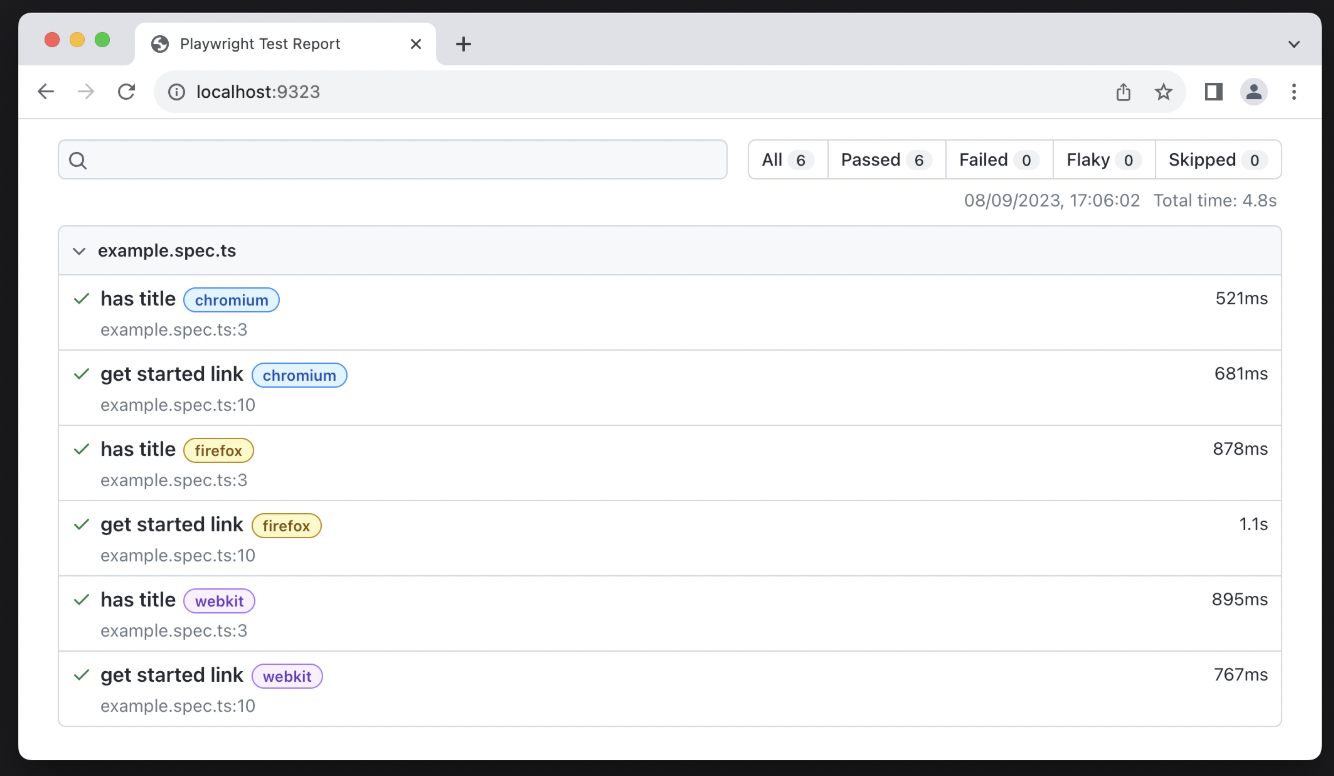 Playwright Test Report
localhost:9323
All 6 Passed 6 Failed 0 Flaky 0 Skipped 0
08/09/2023, 17:06:02 Total time: 4.8s
example.spec.ts
has title chromium 521ms
example.spec.ts:3
get started link chromium 681ms
example.spec.ts:10
has title firefox 878ms
example.spec.ts:3
get started link firefox 1.1s
example.spec.ts:10
has title webkit 895ms
example.spec.ts:3
get started link webkit 767ms
example.spec.ts:10